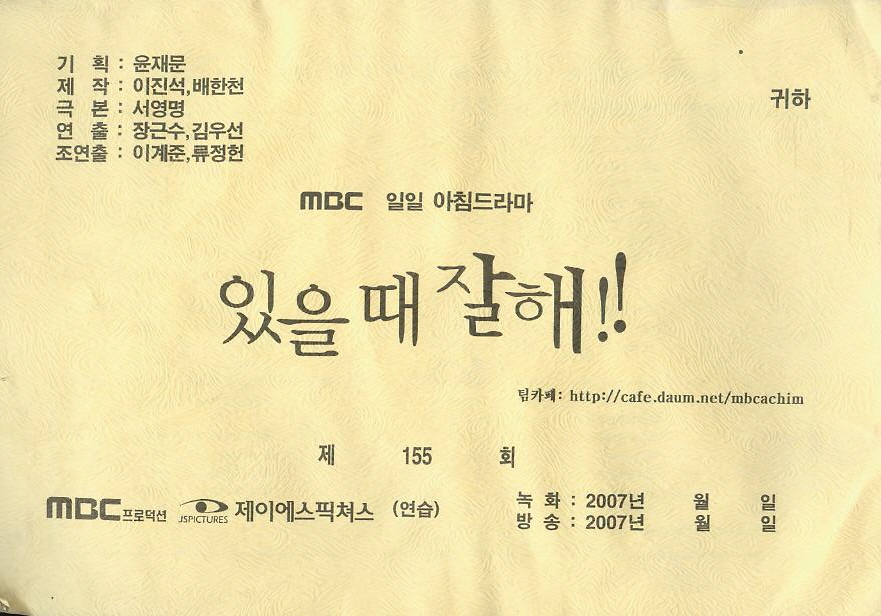 기 획 : 윤재문
제 작 : 이진석,배한천
극 본 : 서영명
연 출 : 장근수,김우선
조연출 : 이계준,류정헌
귀하
MBC 일일 아침드라마
있을 때 잘해!!
팀카페: http://cafe.daum.net/mbcachim
제 155 회
MBC프로덕션 JSPICTURES 제이에스픽쳐스 (연습)
녹 화 : 2007년 월 일
방 송 : 2007년 월 일